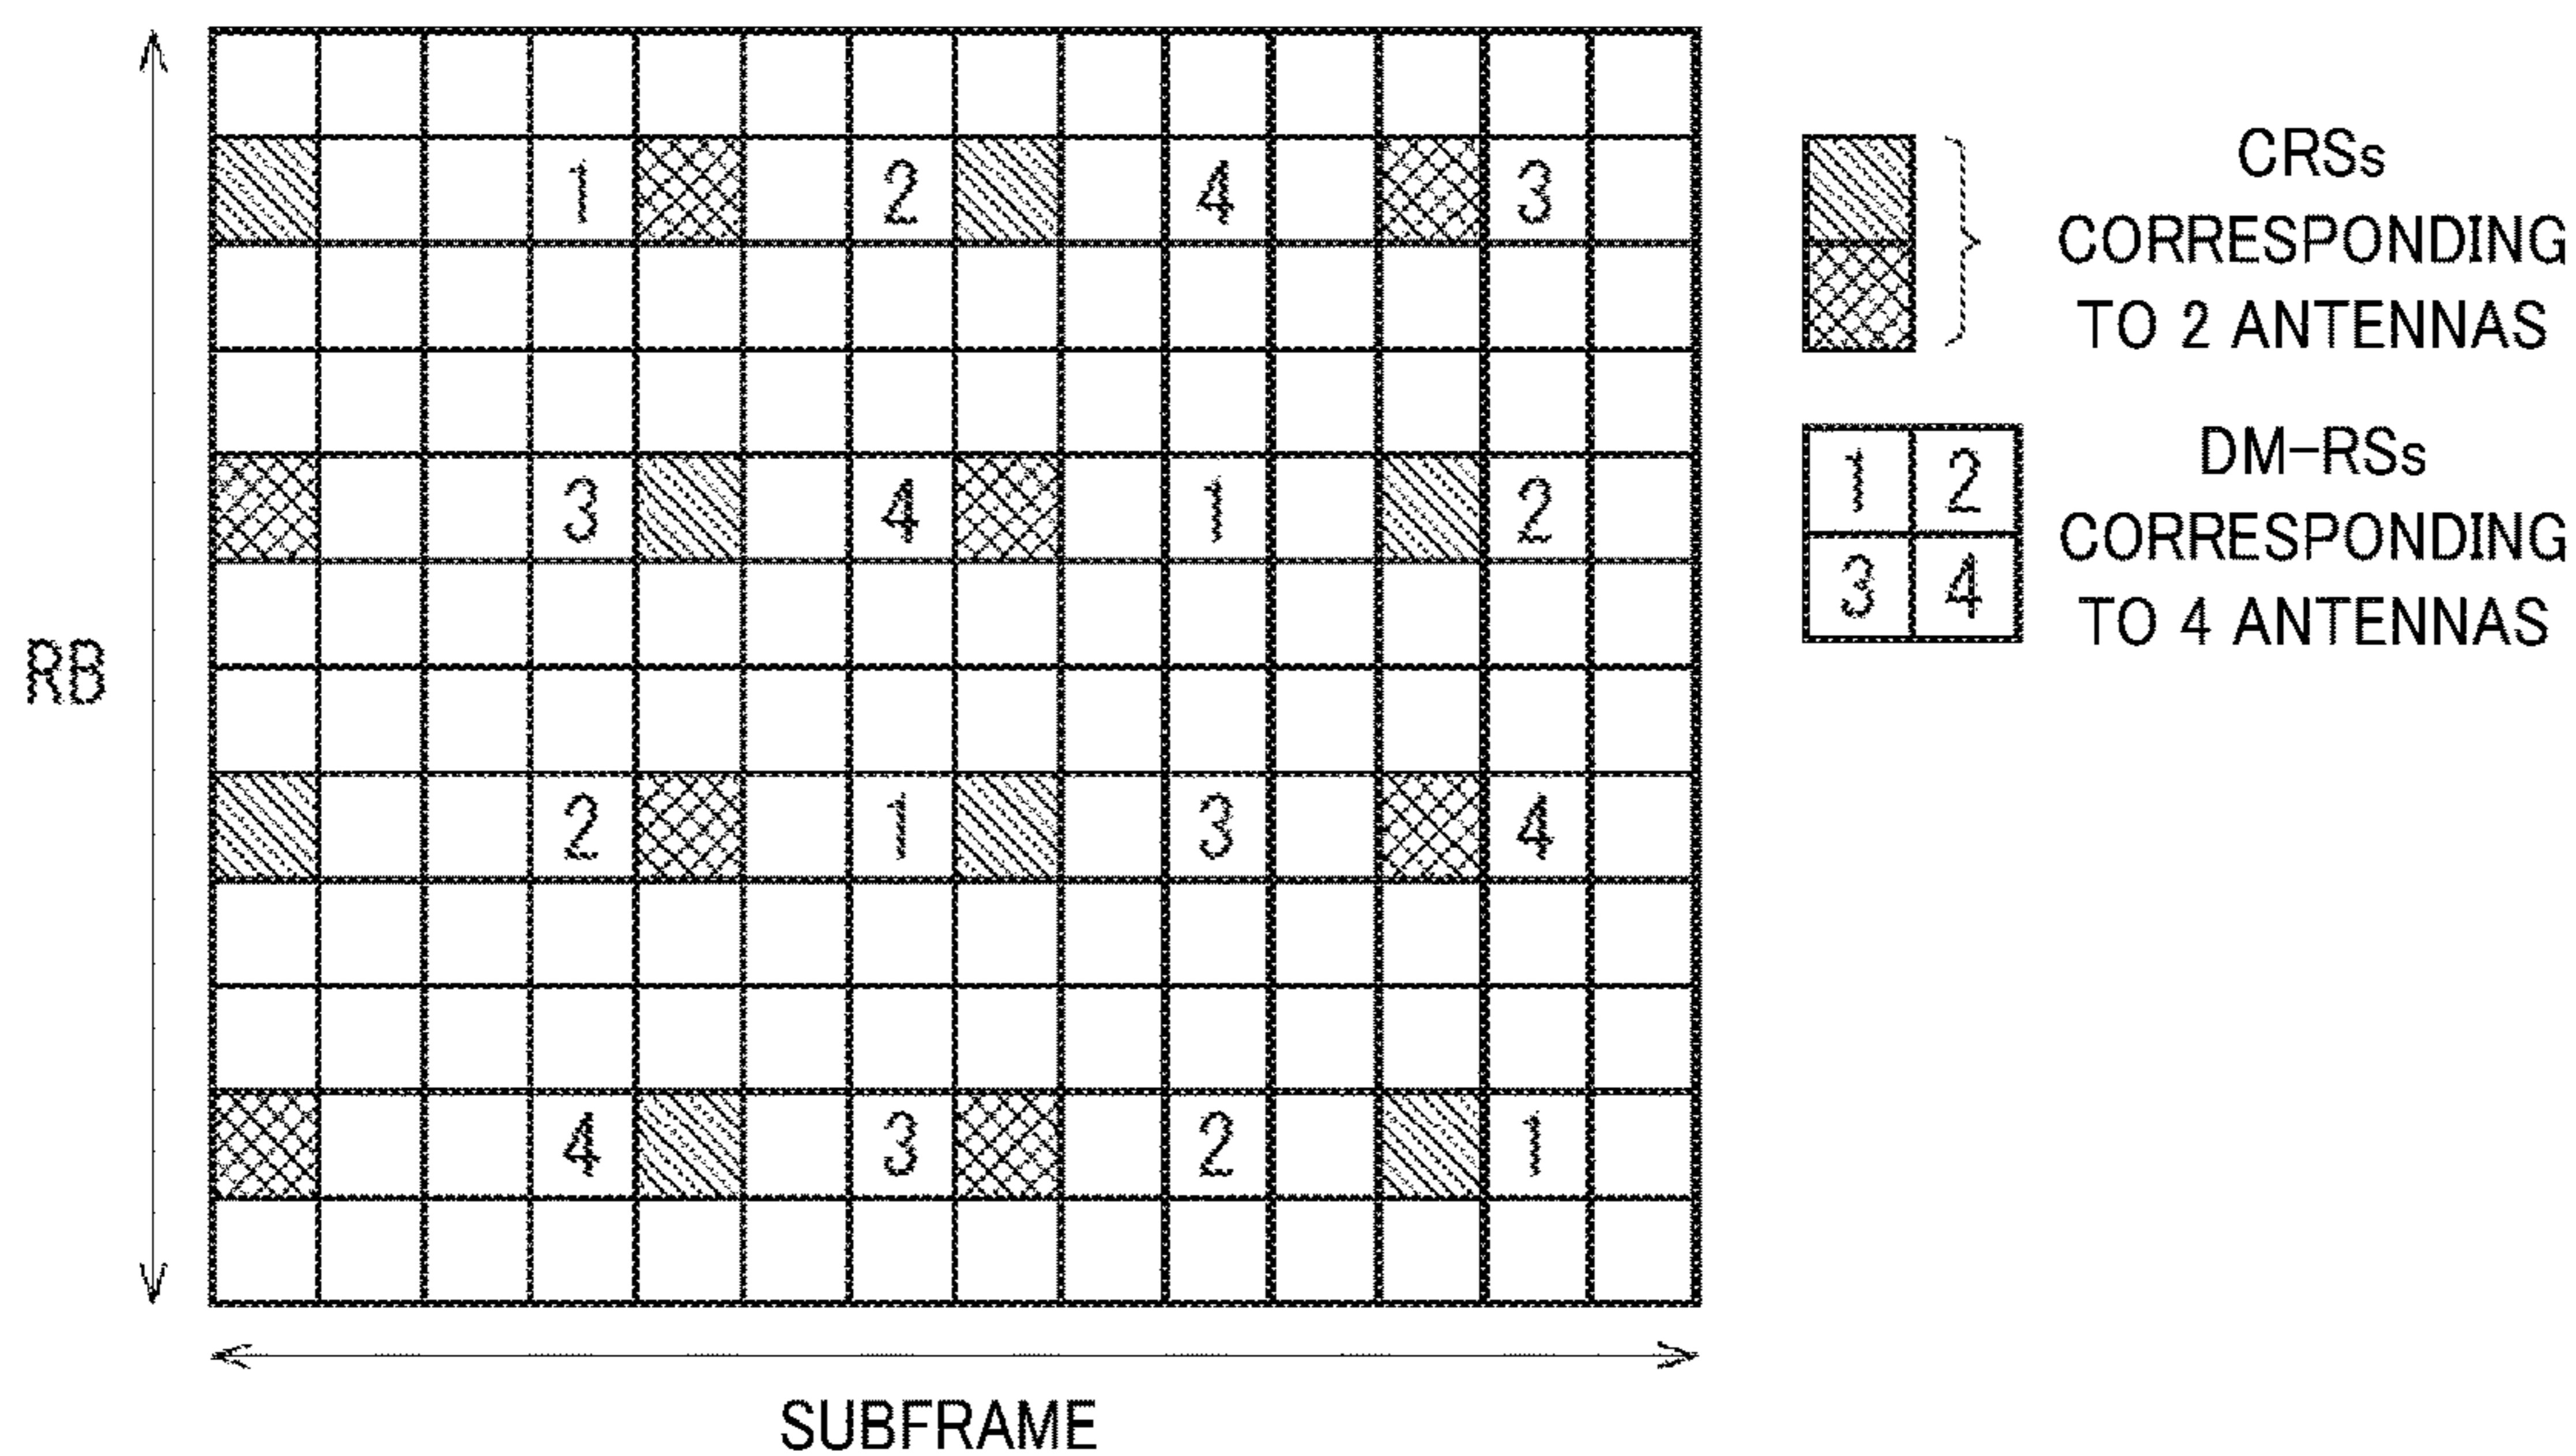 1 2 4 3
CRSs
CORRESPONDING
TO 2 ANTENNAS
3 4 1 2
1 2
3 4
DM-RSs
CORRESPONDING
TO 4 ANTENNAS
RB
2 1 3 4
4 3 2 1
SUBFRAME